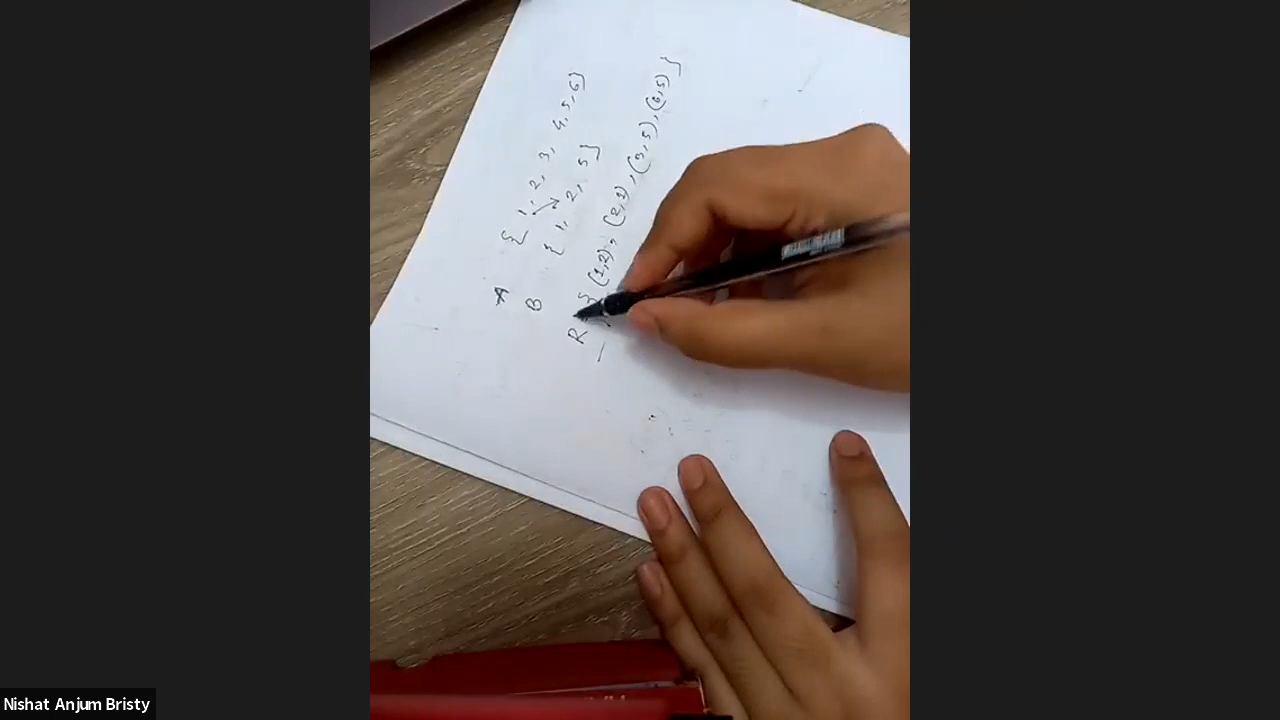 A { 1, 2, 3, 4, 5, 6}
B { 1, 2, 5 }
R { (1,2), (2,1), (3,5), (6,5) }
Nishat Anjum Bristy